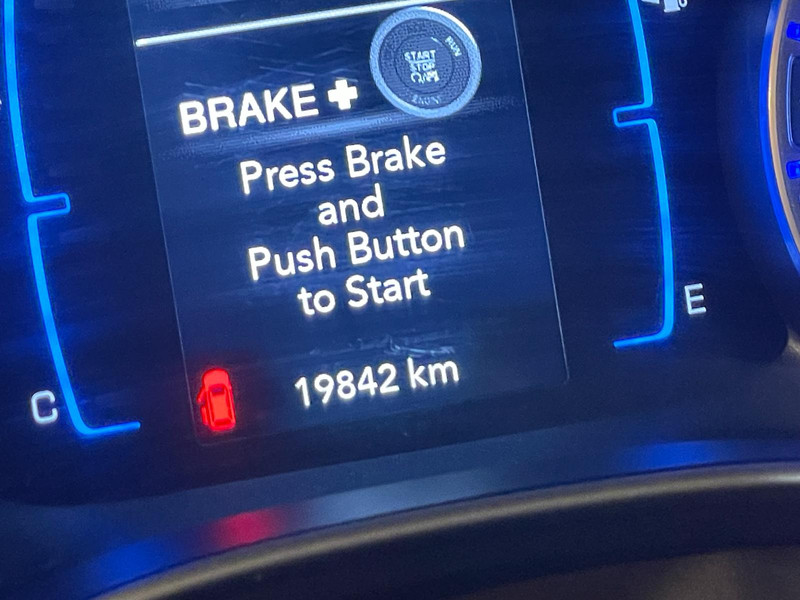 START
STOP
RUN
BRAKE +
Press Brake
and
Push Button
to Start
E
19842 km
C